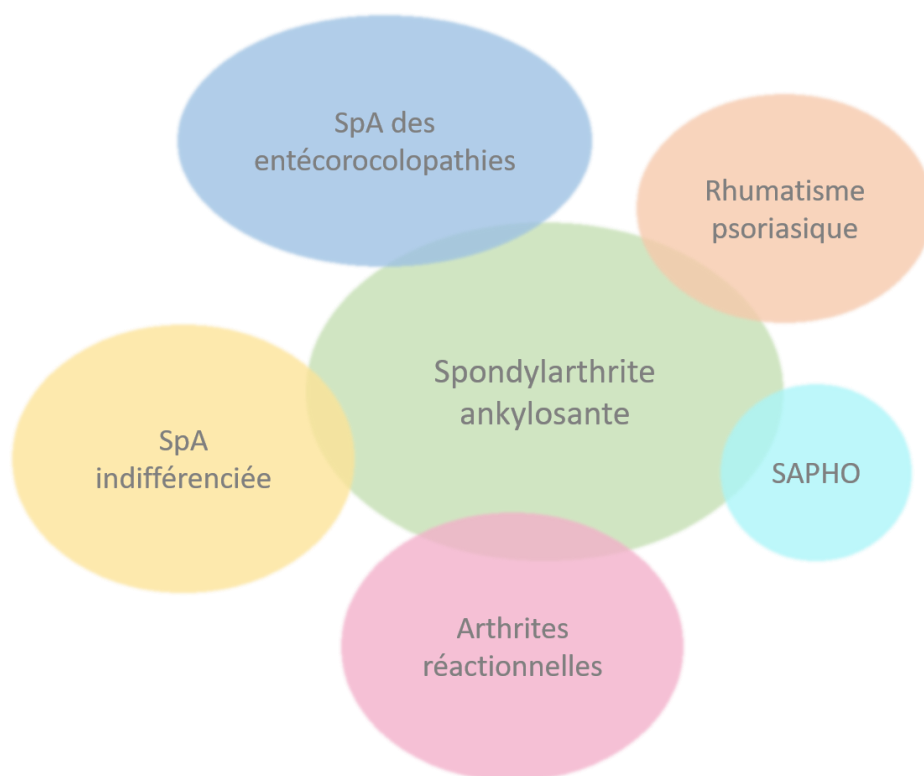 SpA des
entécorocolopathies
Rhumatisme
psoriasique
Spondylarthrite
ankylosante
SpA
indifférenciée
SAPHO
Arthrites
réactionnelles